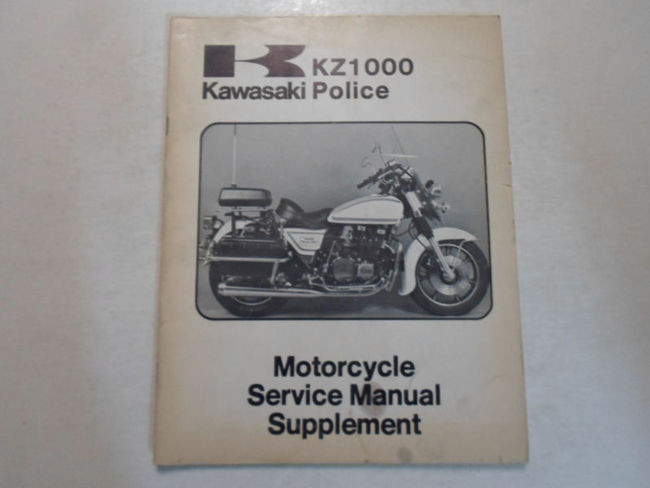 KZ1000
Kawasaki Police
Motorcycle
Service Manual
Supplement